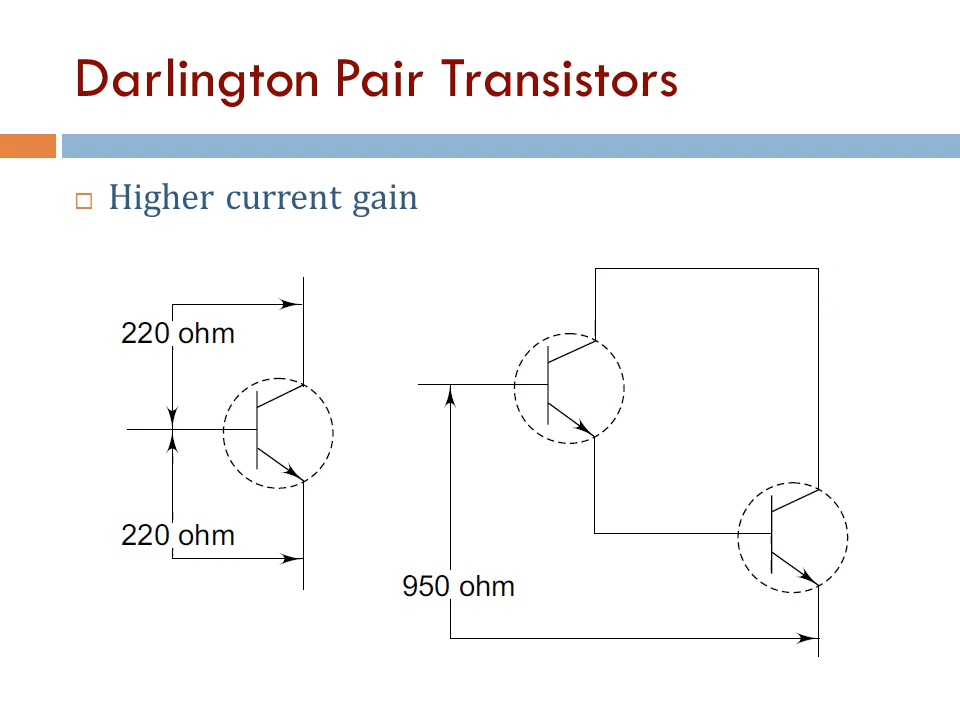 Darlington Pair Transistors
Higher current gain
220 ohm
220 ohm
950 ohm